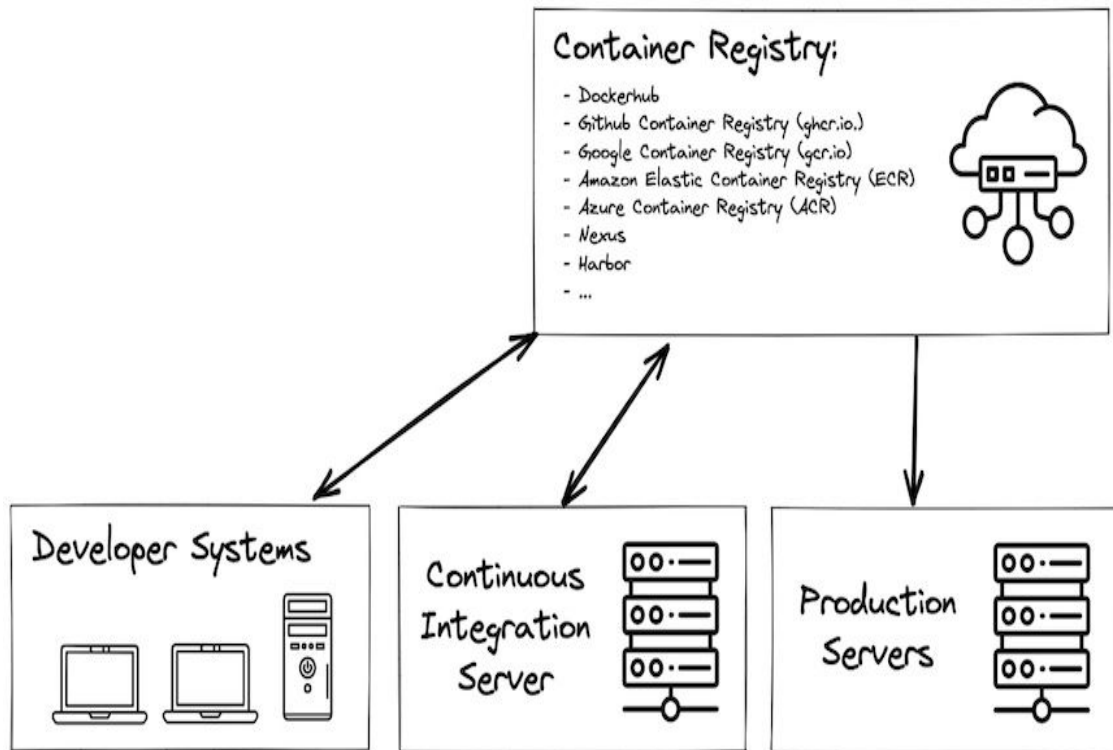 Container Registry:
- Dockerhub
- Github Container Registry (ghcr.io.)
- Google Container Registry (gcr.io)
- Amazon Elastic Container Registry (ECR)
- Azure Container Registry (ACR)
- Nexus
- Harbor
- ...
Developer Systems
Continuous
Integration
Server
Production
Servers